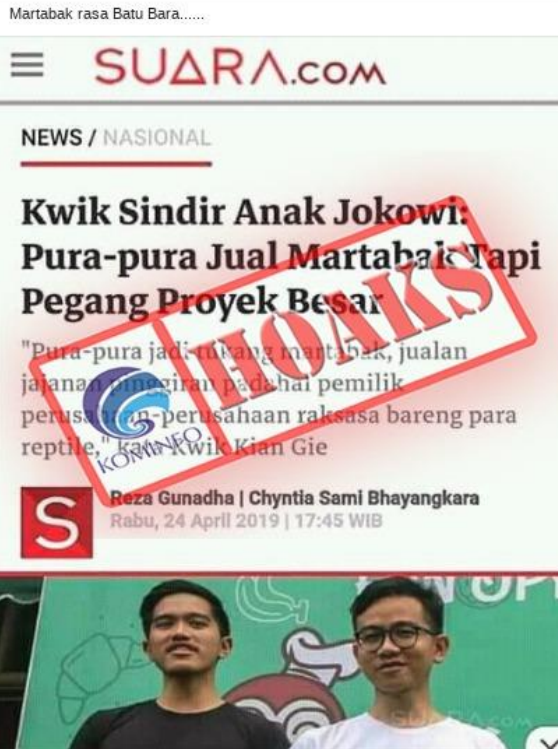 Martabak rasa Batu Bara......
SUARA.COM
NEWS / NASIONAL
Kwik Sindir Anak Jokowi:
Pura-pura Jual Martabak Tapi
Pegang Proyek Besar
"Pura-pura jadi tukang martabak, jualan
jajanan pinggiran padahal pemilik
perusahaan-perusahaan raksasa bareng para
reptile," kata Kwik Kian Gie
HOAKS
KOMINFO
S
Reza Gunadha | Chyntia Sami Bhayangkara
Rabu, 24 April 2019 | 17:45 WIB
SUARA.COM